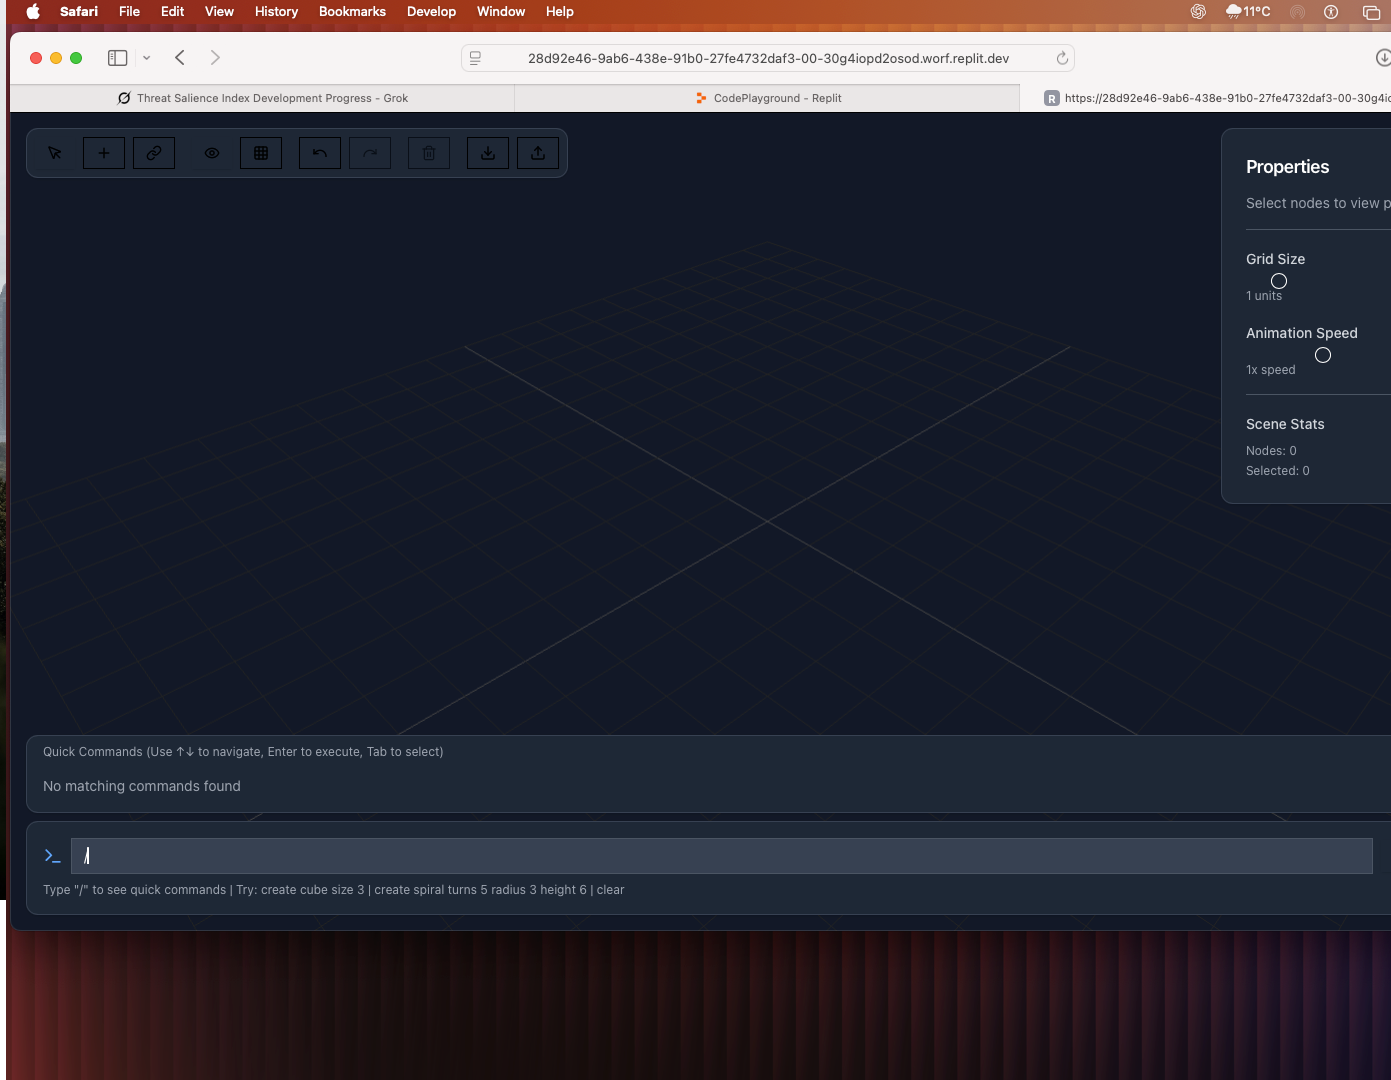 Safari File Edit View History Bookmarks Develop Window Help 11°C
28d92e46-9ab6-438e-91b0-27fe4732daf3-00-30g4iopd2osod.worf.replit.dev
Threat Salience Index Development Progress - Grok
CodePlayground - Replit
R https://28d92e46-9ab6-438e-91b0-27fe4732daf3-00-30g4io
Properties
Select nodes to view p
Grid Size
1 units
Animation Speed
1x speed
Scene Stats
Nodes: 0
Selected: 0
Quick Commands (Use ↑↓ to navigate, Enter to execute, Tab to select)
No matching commands found
>_ /
Type "/" to see quick commands | Try: create cube size 3 | create spiral turns 5 radius 3 height 6 | clear